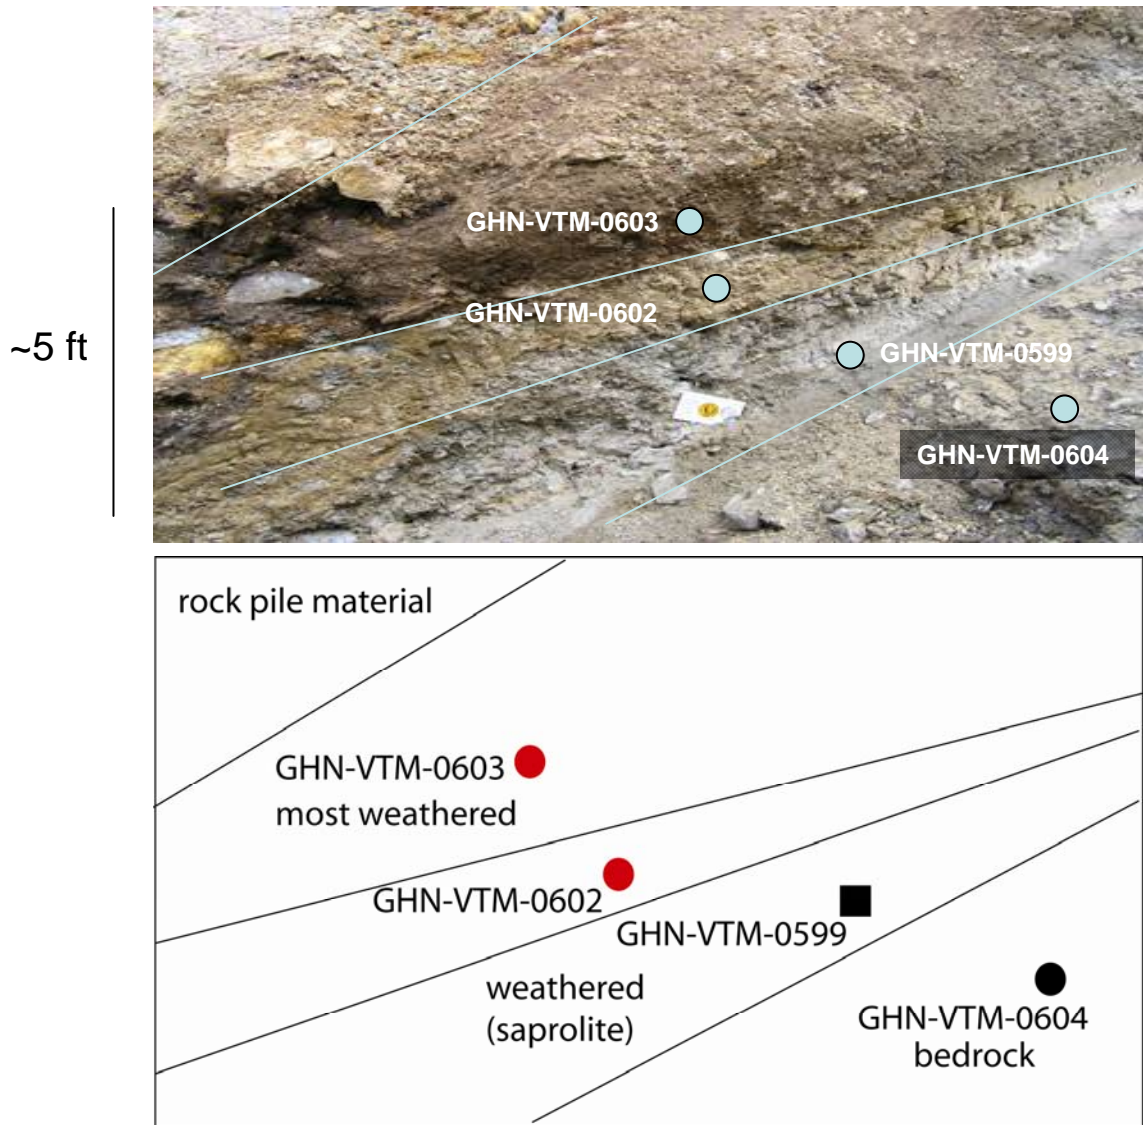 GHN-VTM-0603
GHN-VTM-0602
~5 ft
GHN-VTM-0599
GHN-VTM-0604
rock pile material
GHN-VTM-0603
most weathered
GHN-VTM-0602
GHN-VTM-0599
weathered
(saprolite)
GHN-VTM-0604
bedrock